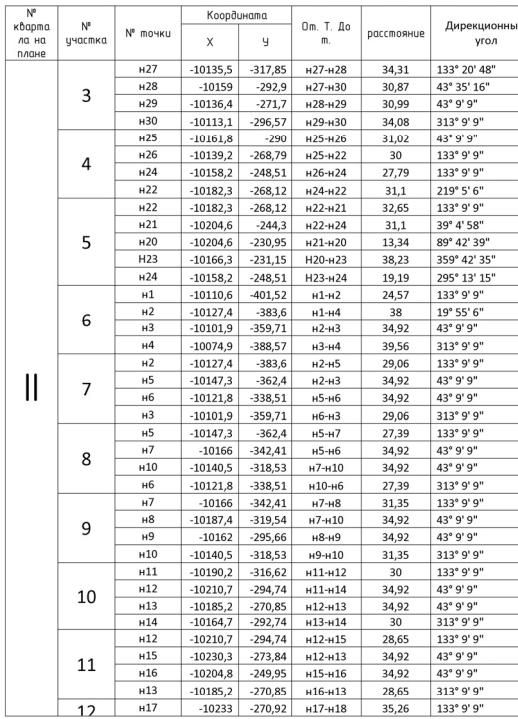 № кварта ла на плане № участка № точки Координата От. Т. До т. расстояние Дирекционны угол
X У
II
3 н27 -10135,5 -317,85 н27-н28 34,31 133° 20' 48"
н28 -10159 -292,9 н27-н30 30,87 43° 35' 16"
н29 -10136,4 -271,7 н28-н29 30,99 43° 9' 9"
н30 -10113,1 -296,57 н29-н30 34,08 313° 9' 9"
4 н25 -10161,8 -290 н25-н26 31,02 43° 9' 9"
н26 -10139,2 -268,79 н25-н22 30 133° 9' 9"
н24 -10158,2 -248,51 н26-н24 27,79 133° 9' 9"
н22 -10182,3 -268,12 н24-н22 31,1 219° 5' 6"
5 н22 -10182,3 -268,12 н22-н21 32,65 133° 9' 9"
н21 -10204,6 -244,3 н22-н24 31,1 39° 4' 58"
н20 -10204,6 -230,95 н21-н20 13,34 89° 42' 39"
Н23 -10166,3 -231,15 Н20-н23 38,23 359° 42' 35"
н24 -10158,2 -248,51 Н23-н24 19,19 295° 13' 15"
6 н1 -10110,6 -401,52 н1-н2 24,57 133° 9' 9"
н2 -10127,4 -383,6 н1-н4 38 19° 55' 6"
н3 -10101,9 -359,71 н2-н3 34,92 43° 9' 9"
н4 -10074,9 -388,57 н3-н4 39,56 313° 9' 9"
7 н2 -10127,4 -383,6 н2-н5 29,06 133° 9' 9"
н5 -10147,3 -362,4 н2-н3 34,92 43° 9' 9"
н6 -10121,8 -338,51 н5-н6 34,92 43° 9' 9"
н3 -10101,9 -359,71 н6-н3 29,06 313° 9' 9"
8 н5 -10147,3 -362,4 н5-н7 27,39 133° 9' 9"
н7 -10166 -342,41 н5-н6 34,92 43° 9' 9"
н10 -10140,5 -318,53 н7-н10 34,92 43° 9' 9"
н6 -10121,8 -338,51 н10-н6 27,39 313° 9' 9"
9 н7 -10166 -342,41 н7-н8 31,35 133° 9' 9"
н8 -10187,4 -319,54 н7-н10 34,92 43° 9' 9"
н9 -10162 -295,66 н8-н9 34,92 43° 9' 9"
н10 -10140,5 -318,53 н9-н10 31,35 313° 9' 9"
10 н11 -10190,2 -316,62 н11-н12 30 133° 9' 9"
н12 -10210,7 -294,74 н11-н14 34,92 43° 9' 9"
н13 -10185,2 -270,85 н12-н13 34,92 43° 9' 9"
н14 -10164,7 -292,74 н13-н14 30 313° 9' 9"
11 н12 -10210,7 -294,74 н12-н15 28,65 133° 9' 9"
н15 -10230,3 -273,84 н12-н13 34,92 43° 9' 9"
н16 -10204,8 -249,95 н15-н16 34,92 43° 9' 9"
н13 -10185,2 -270,85 н16-н13 28,65 313° 9' 9"
12 н17 -10233 -270,92 н17-н18 35,26 133° 9' 9"